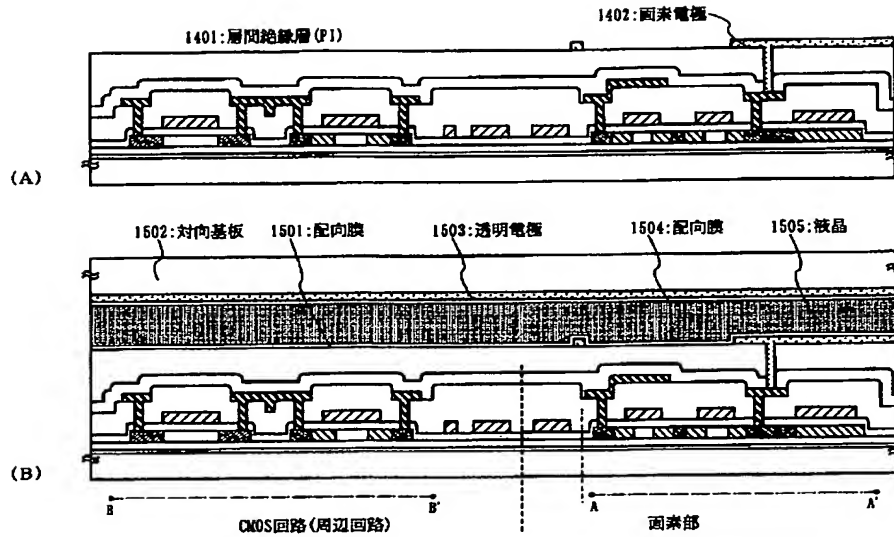 1401:層間絶縁層(PI)
1402:画素電極
(A)
1502:対向基板
1501:配向膜
1503:透明電極
1504:配向膜
1505:液晶
(B)
B
B'
A
A'
CMOS回路(周辺回路)
画素部